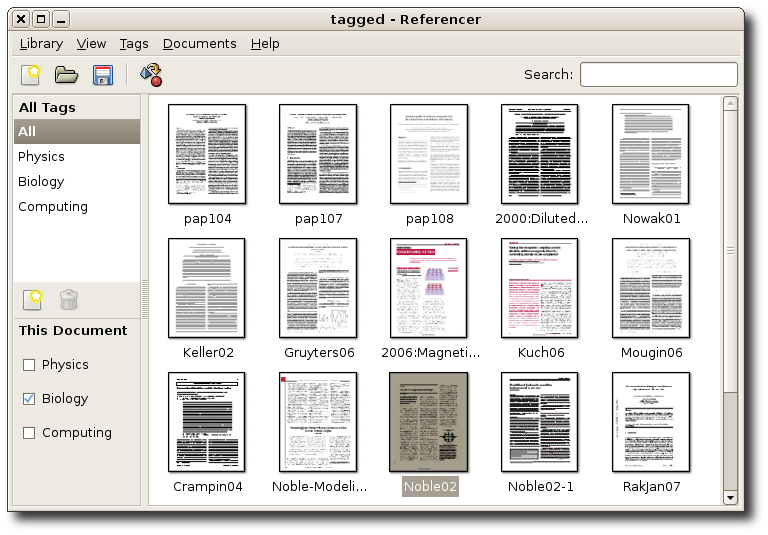 tagged - Referencer
Library View Tags Documents Help
Search:
All Tags
All
Physics
Biology
Computing
This Document
Physics
Biology
Computing
pap104 pap107 pap108 2000:Diluted... Nowak01
Keller02 Gruyters06 2006:Magneti... Kuch06 Mougin06
Crampin04 Noble-Modeli... Noble02 Noble02-1 RakJan07